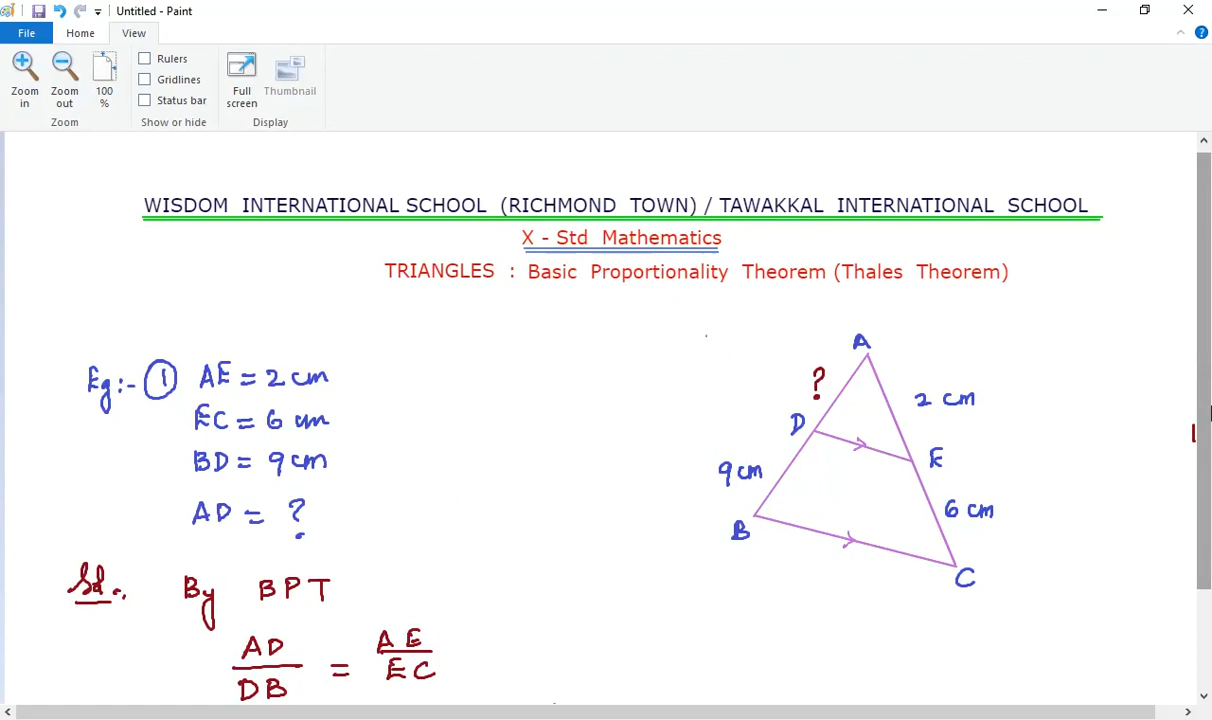 Untitled - Paint
File Home View
Zoom in
Zoom out
100 %
Rulers
Gridlines
Status bar
Full screen
Thumbnail
Zoom
Show or hide
Display
WISDOM INTERNATIONAL SCHOOL (RICHMOND TOWN) / TAWAKKAL INTERNATIONAL SCHOOL
X - Std Mathematics
TRIANGLES : Basic Proportionality Theorem (Thales Theorem)
Eg:- ① AE = 2 cm
EC = 6 cm
BD = 9 cm
AD = ?
Sol:. By BPT
AD/DB = AE/EC
A
?
2 cm
D
E
9 cm
6 cm
B
C